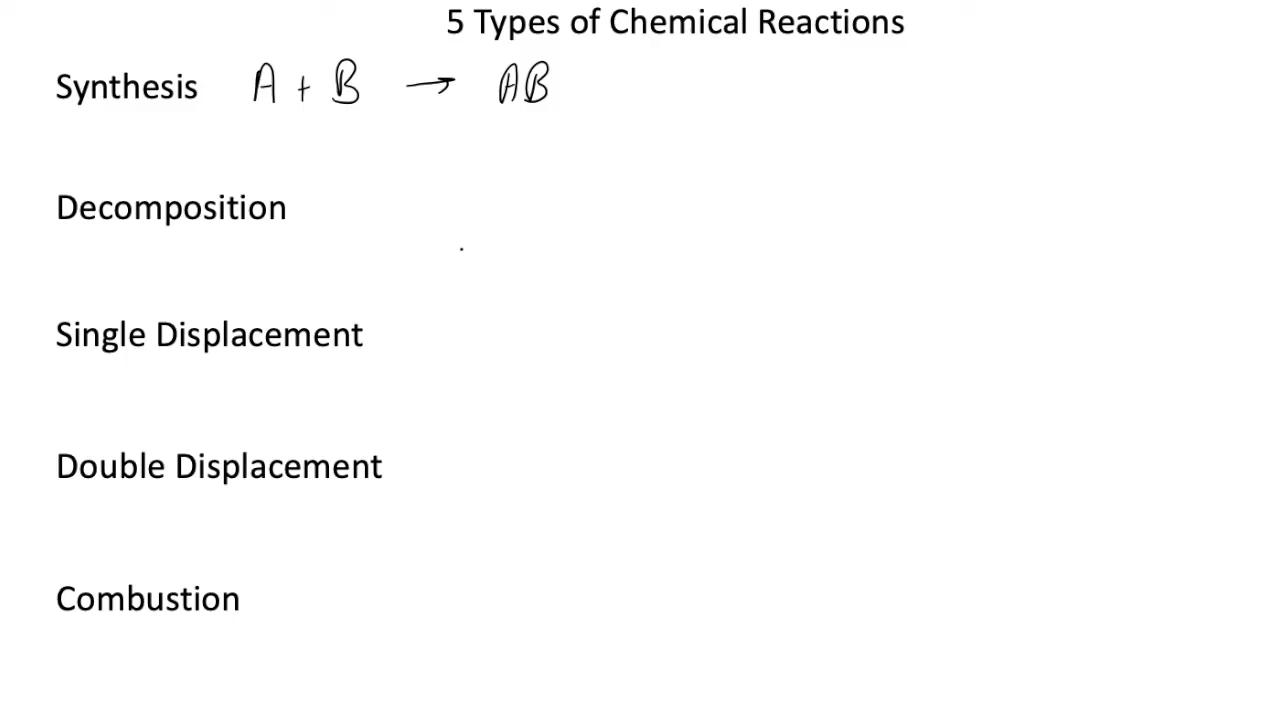 5 Types of Chemical Reactions
Synthesis A + B → AB
Decomposition
Single Displacement
Double Displacement
Combustion